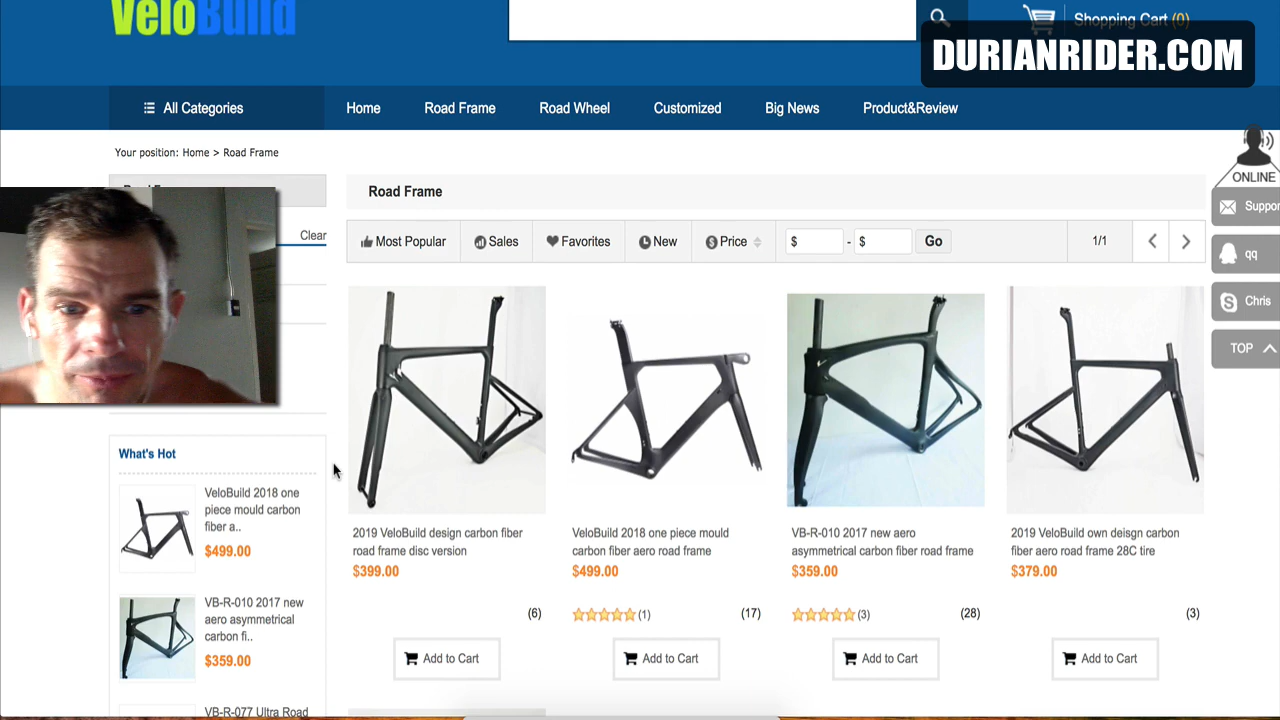 VeloBuild
Shopping Cart (0)
DURIANRIDER.COM
All Categories
Home
Road Frame
Road Wheel
Customized
Big News
Product&Review
Your position: Home > Road Frame
ONLINE
Clear
Road Frame
Most Popular
Sales
Favorites
New
Price
$
-
$
Go
1/1
qq
Chris
TOP
What's Hot
VeloBuild 2018 one
piece mould carbon
fiber a..
$499.00
VB-R-010 2017 new
aero asymmetrical
carbon fi..
$359.00
VB-R-077 Ultra Road
2019 VeloBuild design carbon fiber
road frame disc version
$399.00
(6)
Add to Cart
VeloBuild 2018 one piece mould
carbon fiber aero road frame
$499.00
(1)
(17)
Add to Cart
VB-R-010 2017 new aero
asymmetrical carbon fiber road frame
$359.00
(3)
(28)
Add to Cart
2019 VeloBuild own deisgn carbon
fiber aero road frame 28C tire
$379.00
(3)
Add to Cart